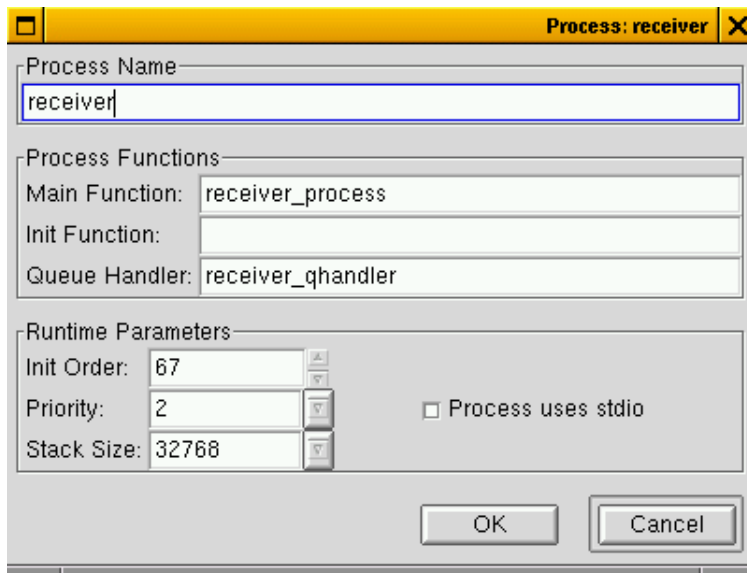 Process: receiver
Process Name
receiver
Process Functions
Main Function: receiver_process
Init Function:
Queue Handler: receiver_qhandler
Runtime Parameters
Init Order: 67
Priority: 2 Process uses stdio
Stack Size: 32768
OK Cancel